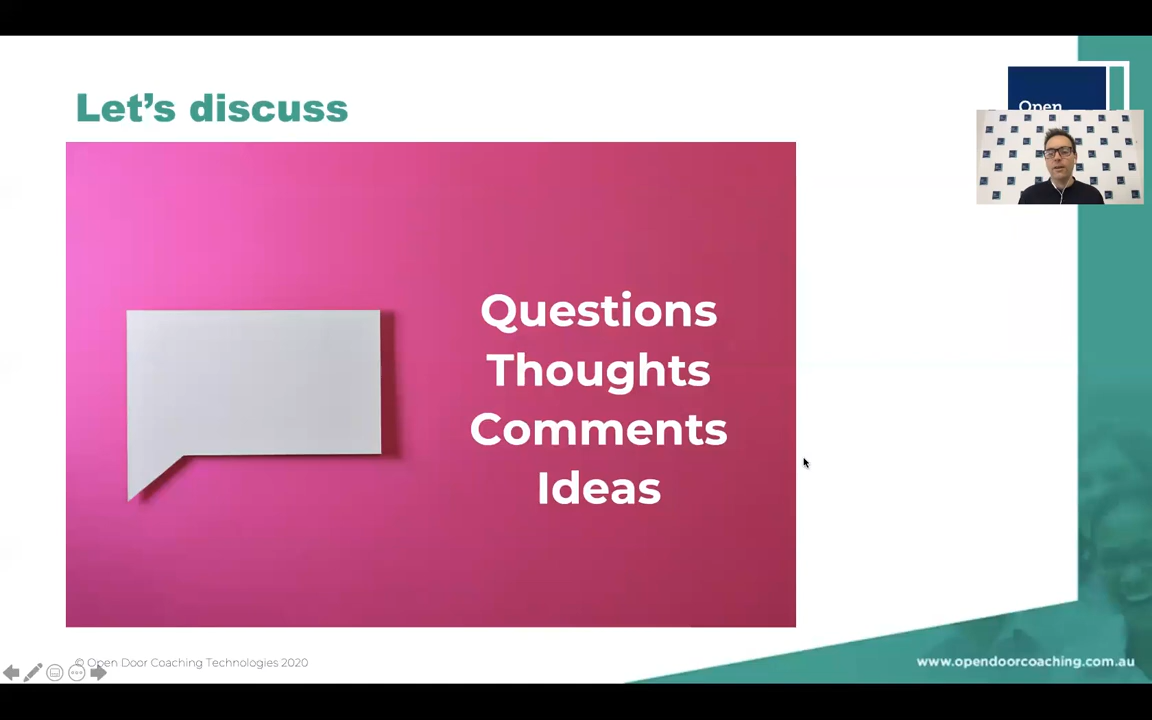 Let's discuss
Open
Questions
Thoughts
Comments
Ideas
© Open Door Coaching Technologies 2020
www.opendoorcoaching.com.au